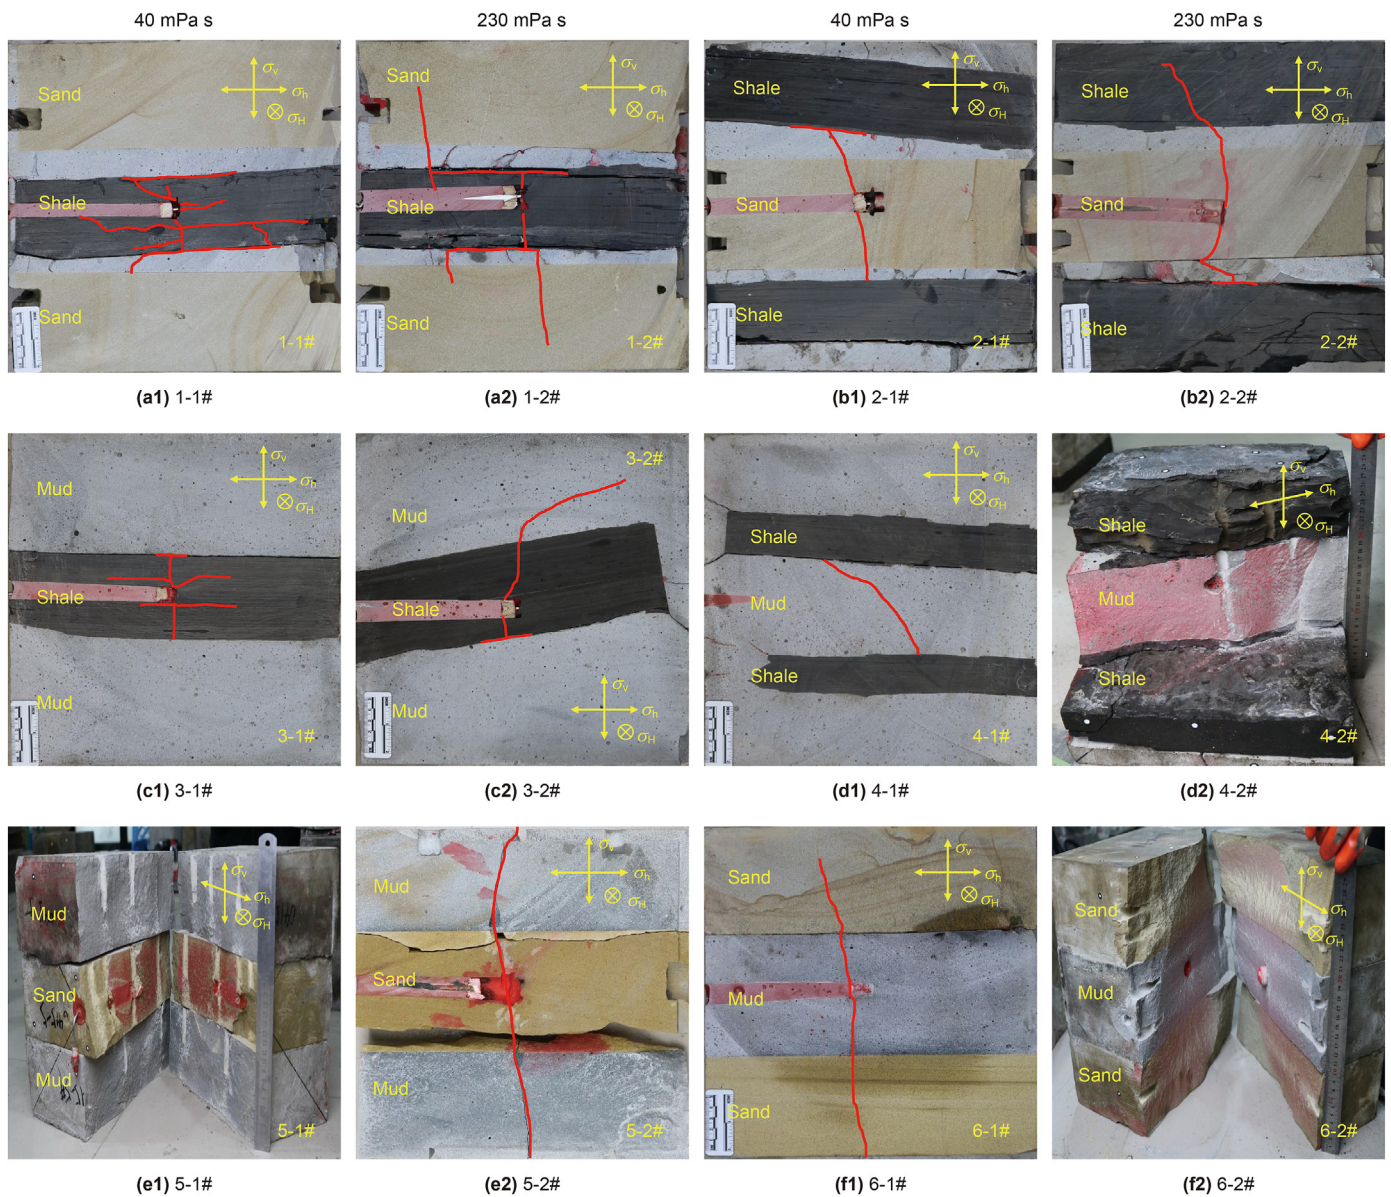 40 mPa s
230 mPa s
40 mPa s
230 mPa s
Sand
σv
σh
σH
Shale
Sand
1-1#
Sand
σv
σh
σH
Shale
Sand
1-2#
Shale
σv
σh
σH
Sand
Shale
2-1#
Shale
σv
σh
σH
Sand
Shale
2-2#
(a1) 1-1#
(a2) 1-2#
(b1) 2-1#
(b2) 2-2#
Mud
σv
σh
σH
Shale
Mud
3-1#
3-2#
Mud
Shale
σv
σh
σH
Mud
σv
σh
σH
Shale
Mud
Shale
4-1#
σv
σh
σH
Shale
Mud
Shale
4-2#
(c1) 3-1#
(c2) 3-2#
(d1) 4-1#
(d2) 4-2#
σv
σh
σH
Mud
Sand
Mud
5-1#
σv
σh
σH
Mud
Sand
Mud
5-2#
σv
σh
σH
Sand
Mud
Sand
6-1#
σv
σh
σH
Sand
Mud
Sand
6-2#
(e1) 5-1#
(e2) 5-2#
(f1) 6-1#
(f2) 6-2#